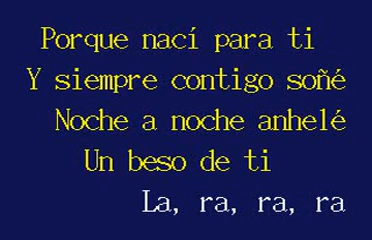 Porque nací para ti
Y siempre contigo soñé
Noche a noche anhelé
Un beso de ti
La, ra, ra, ra